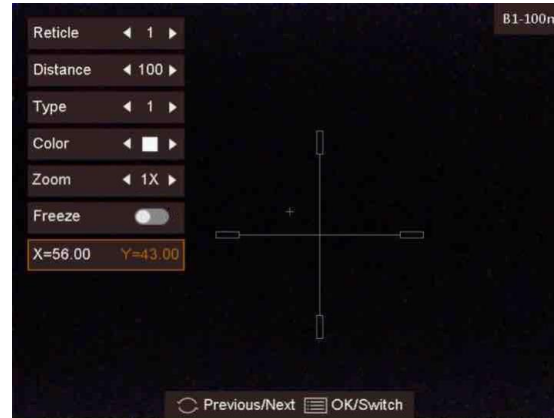 B1-100m
Reticle 1
Distance 100
Type 1
Color
Zoom 1X
Freeze
X=56.00 Y=43.00
Previous/Next OK/Switch